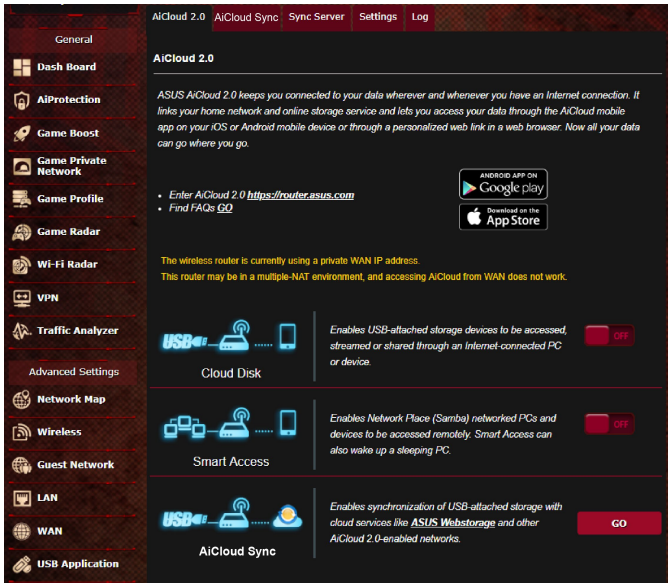 AiCloud 2.0
AiCloud Sync
Sync Server
Settings
Log
General
Dash Board
AiProtection
Game Boost
Game Private
Network
Game Profile
Game Radar
Wi-Fi Radar
VPN
Traffic Analyzer
Advanced Settings
Network Map
Wireless
Guest Network
LAN
WAN
USB Application
AiCloud 2.0
ASUS AiCloud 2.0 keeps you connected to your data wherever and whenever you have an Internet connection. It
links your home network and online storage service and lets you access your data through the AiCloud mobile
app on your iOS or Android mobile device or through a personalized web link in a web browser. Now all your data
can go where you go.
• Enter AiCloud 2.0 https://router.asus.com
• Find FAQs GO
ANDROID APP ON
Google play
Download on the
App Store
The wireless router is currently using a private WAN IP address.
This router may be in a multiple-NAT environment, and accessing AiCloud from WAN does not work.
USB
Cloud Disk
Enables USB-attached storage devices to be accessed,
streamed or shared through an Internet-connected PC
or device.
OFF
Smart Access
Enables Network Place (Samba) networked PCs and
devices to be accessed remotely. Smart Access can
also wake up a sleeping PC.
OFF
USB
AiCloud Sync
Enables synchronization of USB-attached storage with
cloud services like ASUS Webstorage and other
AiCloud 2.0-enabled networks.
GO